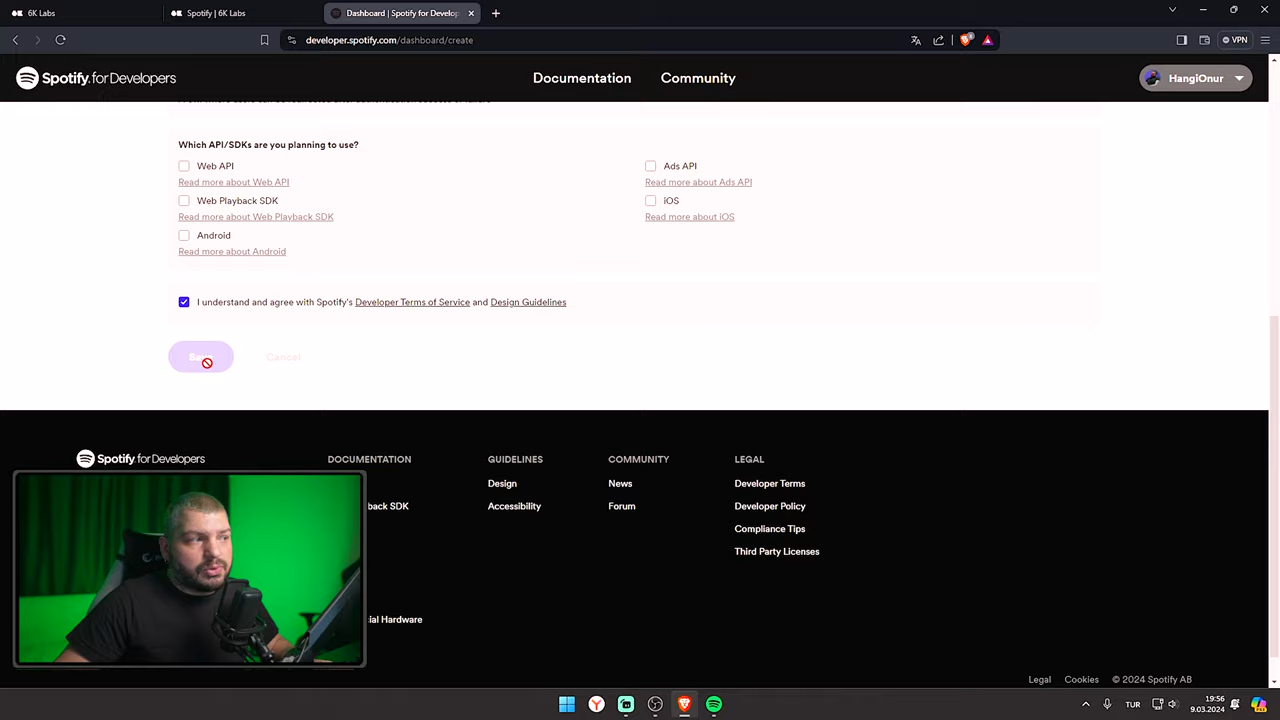 6K Labs
Spotify | 6K Labs
Dashboard | Spotify for Develop
developer.spotify.com/dashboard/create
VPN
Spotify for Developers
Documentation
Community
HangiOnur
Which API/SDKs are you planning to use?
Web API
Read more about Web API
Ads API
Read more about Ads API
Web Playback SDK
Read more about Web Playback SDK
iOS
Read more about iOS
Android
Read more about Android
I understand and agree with Spotify's Developer Terms of Service and Design Guidelines
Cancel
Spotify for Developers
DOCUMENTATION
back SDK
cial Hardware
GUIDELINES
Design
Accessibility
COMMUNITY
News
Forum
LEGAL
Developer Terms
Developer Policy
Compliance Tips
Third Party Licenses
Legal
Cookies
© 2024 Spotify AB
TUR
19:56
9.03.2024